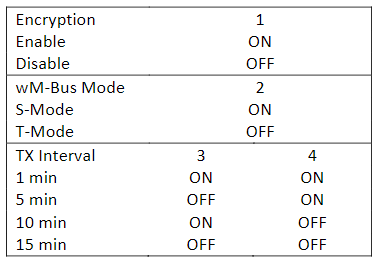 Encryption 1
Enable ON
Disable OFF
wM-Bus Mode 2
S-Mode ON
T-Mode OFF
TX Interval 3 4
1 min ON ON
5 min OFF ON
10 min ON OFF
15 min OFF OFF